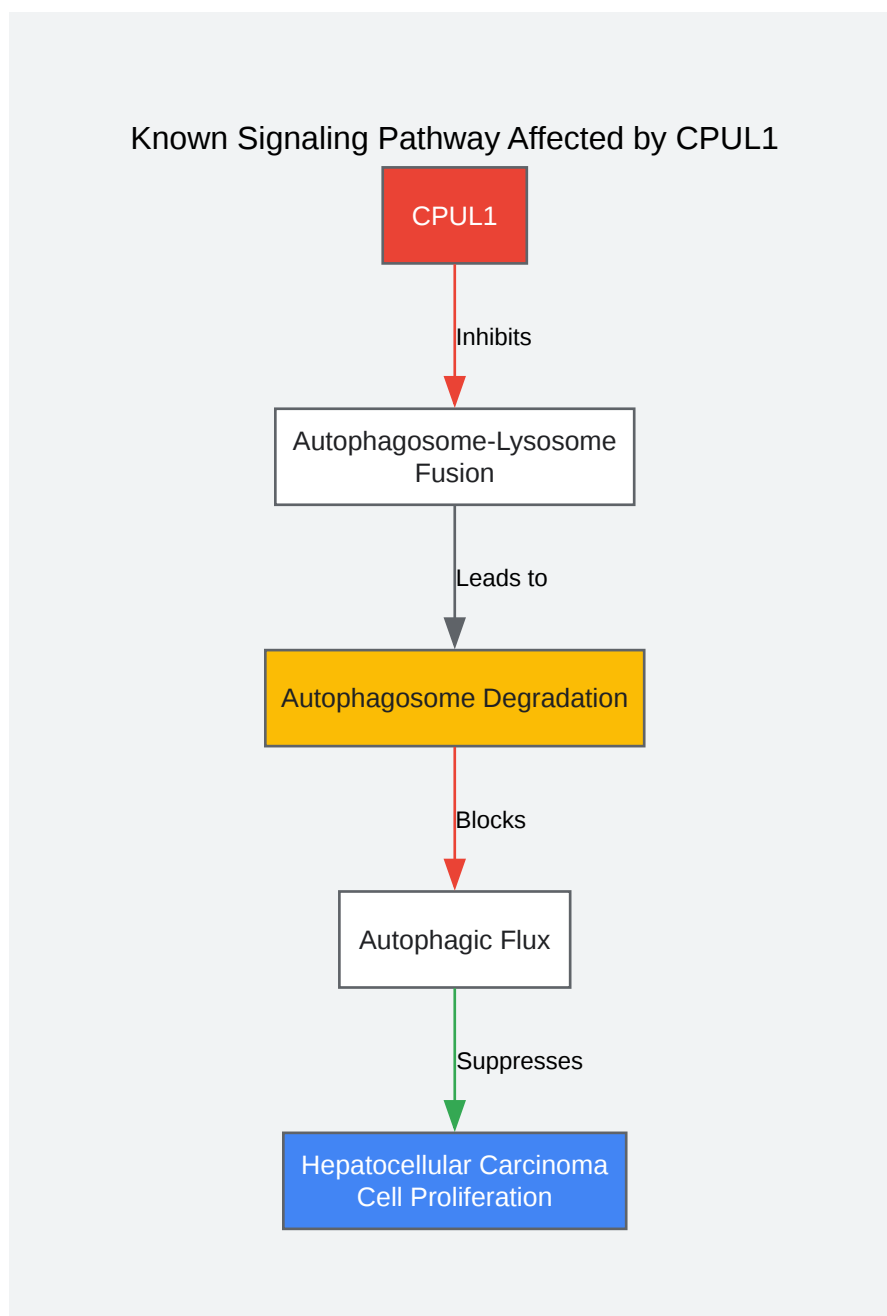 Known Signaling Pathway Affected by CPUL1
CPUL1
Inhibits
Autophagosome-Lysosome
Fusion
Leads to
Autophagosome Degradation
Blocks
Autophagic Flux
Suppresses
Hepatocellular Carcinoma
Cell Proliferation